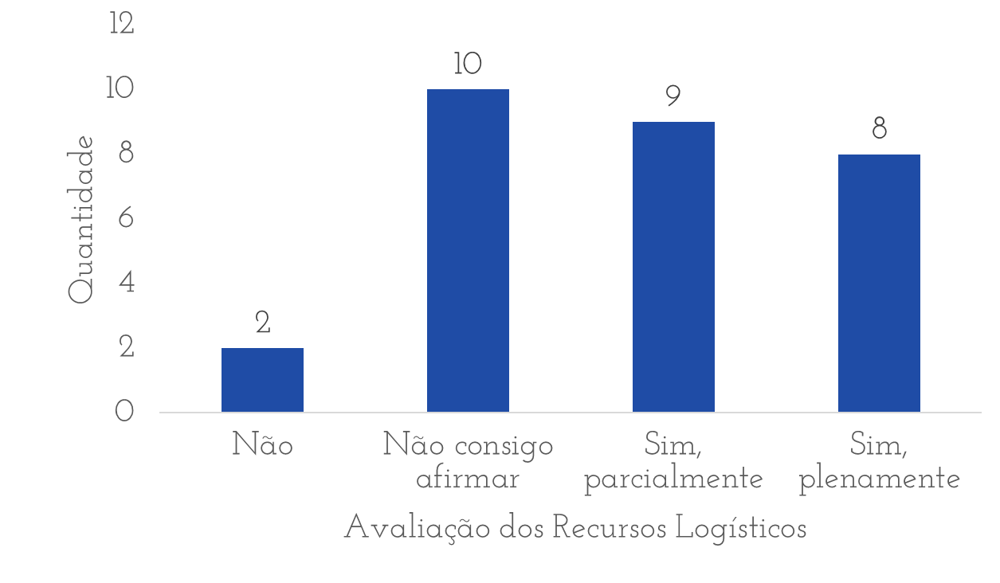 12
10
8
6
4
2
0
Quantidade
2
10
9
8
Não
Não consigo
afirmar
Sim,
parcialmente
Sim,
plenamente
Avaliação dos Recursos Logísticos